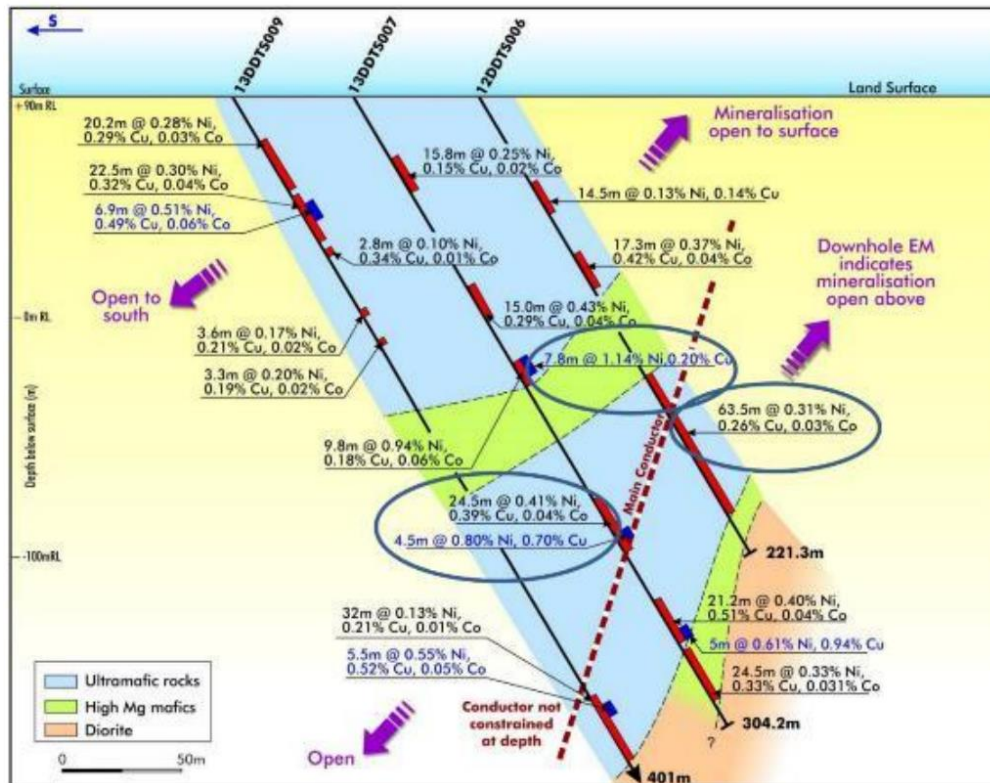 S
13DDTS009
13DDTS007
12DDTS006
Surface
Land Surface
+90m RL
Mineralisation
open to surface
20.2m @ 0.28% Ni,
0.29% Cu, 0.03% Co
15.8m @ 0.25% Ni,
0.15% Cu, 0.02% Co
22.5m @ 0.30% Ni,
0.32% Cu, 0.04% Co
14.5m @ 0.13% Ni, 0.14% Cu
6.9m @ 0.51% Ni,
0.49% Cu, 0.06% Co
2.8m @ 0.10% Ni,
0.34% Cu, 0.01% Co
17.3m @ 0.37% Ni,
0.42% Cu, 0.04% Co
Downhole EM
indicates
mineralisation
open above
Open to
south
0m RL
15.0m @ 0.43% Ni,
0.29% Cu, 0.04% Co
3.6m @ 0.17% Ni,
0.21% Cu, 0.02% Co
7.8m @ 1.14% Ni,0.20% Cu
3.3m @ 0.20% Ni,
0.19% Cu, 0.02% Co
63.5m @ 0.31% Ni,
0.26% Cu, 0.03% Co
Depth below surface (m)
9.8m @ 0.94% Ni,
0.18% Cu, 0.06% Co
Main Conductor
24.5m @ 0.41% Ni,
0.39% Cu, 0.04% Co
4.5m @ 0.80% Ni, 0.70% Cu
-100mRL
221.3m
32m @ 0.13% Ni,
0.21% Cu, 0.01% Co
21.2m @ 0.40% Ni,
0.51% Cu, 0.04% Co
5m @ 0.61% Ni, 0.94% Cu
5.5m @ 0.55% Ni,
0.52% Cu, 0.05% Co
24.5m @ 0.33% Ni,
0.33% Cu, 0.031% Co
Ultramafic rocks
High Mg mafics
Diorite
Conductor not
constrained
at depth
304.2m
?
Open
0 50m
401m